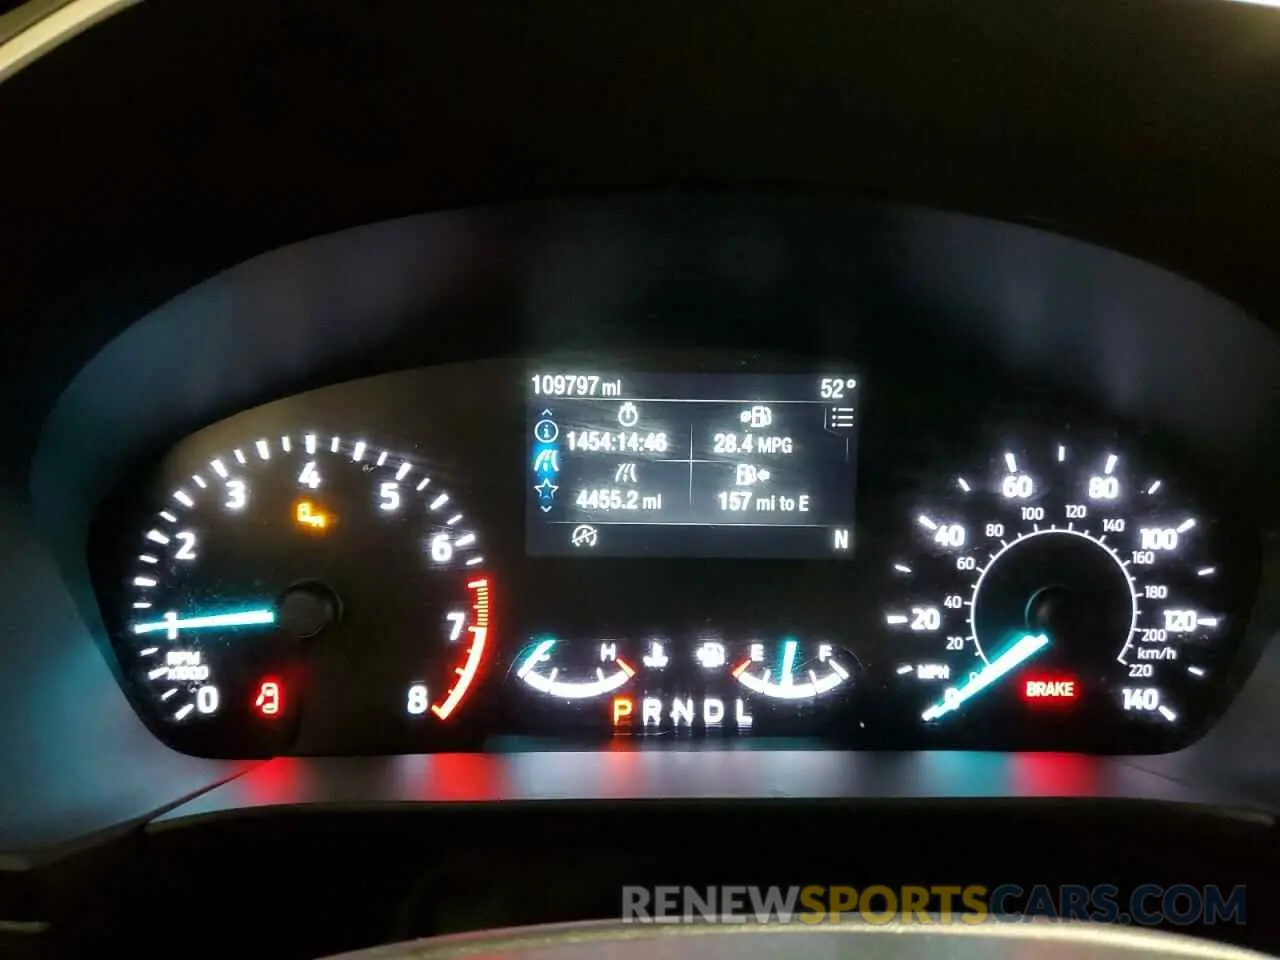 109797 mi 52°
1454:14:46 28.4 MPG
4455.2 mi 157 mi to E
N
0 1 2 3 4 5 6 7 8
RPM
x1000
H E F
P R N D L
0 20 40 60 80 100 120 140
MPH
0 20 40 60 80 100 120 140 160 180 200 220
km/h
BRAKE
RENEWSPORTSCARS.COM